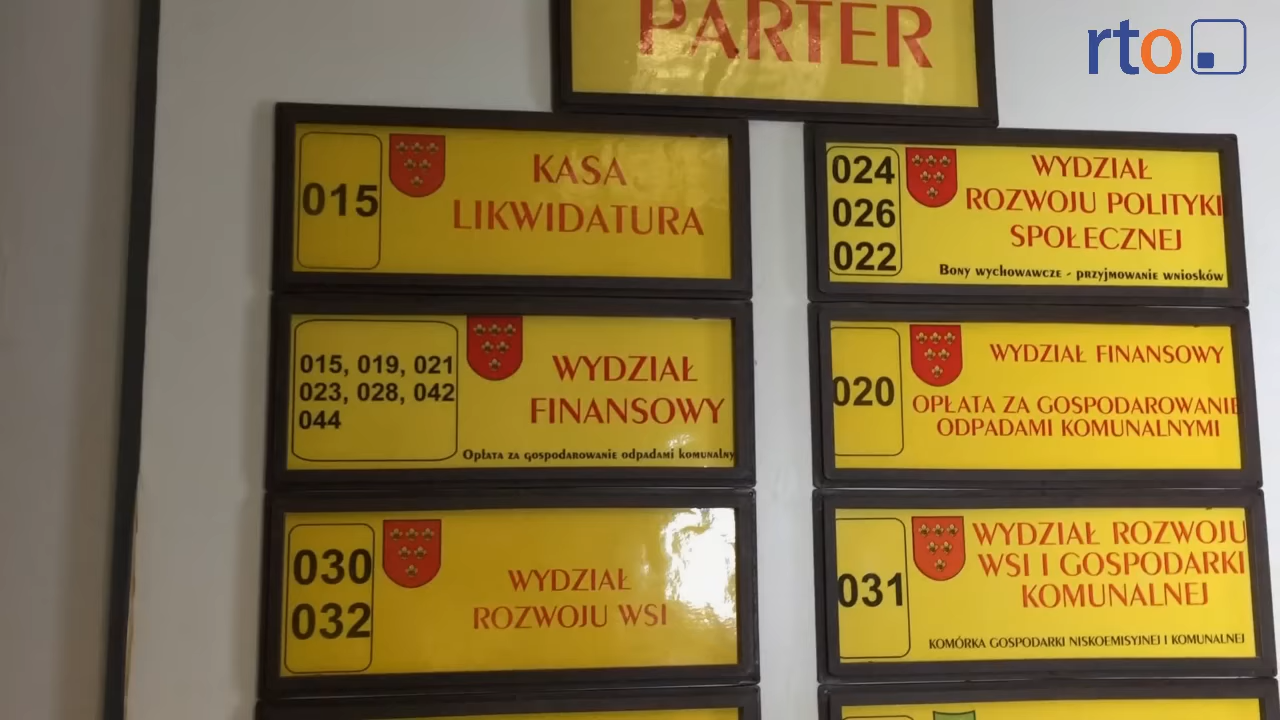 rto
PARTER
015
KASA
LIKWIDATURA
024
026
022
WYDZIAŁ
ROZWOJU POLITYKI
SPOŁECZNEJ
Bony wychowawcze - przyjmowanie wniosków
015, 019, 021
023, 028, 042
044
WYDZIAŁ
FINANSOWY
Opłata za gospodarowanie odpadami komunalny
020
WYDZIAŁ FINANSOWY
OPŁATA ZA GOSPODAROWANIE
ODPADAMI KOMUNALNYMI
030
032
WYDZIAŁ
ROZWOJU WSI
031
WYDZIAŁ ROZWOJU
WSI I GOSPODARKI
KOMUNALNEJ
KOMÓRKA GOSPODARKI NISKOEMISYJNEJ I KOMUNALNEJ